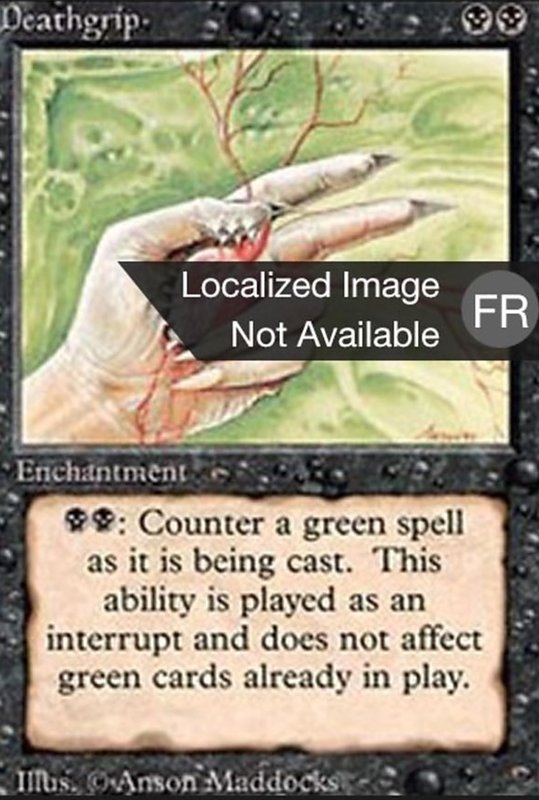 Deathgrip
Localized Image
Not Available
FR
Enchantment
: Counter a green spell
as it is being cast. This
ability is played as an
interrupt and does not affect
green cards already in play.
Illus. © Anson Maddocks